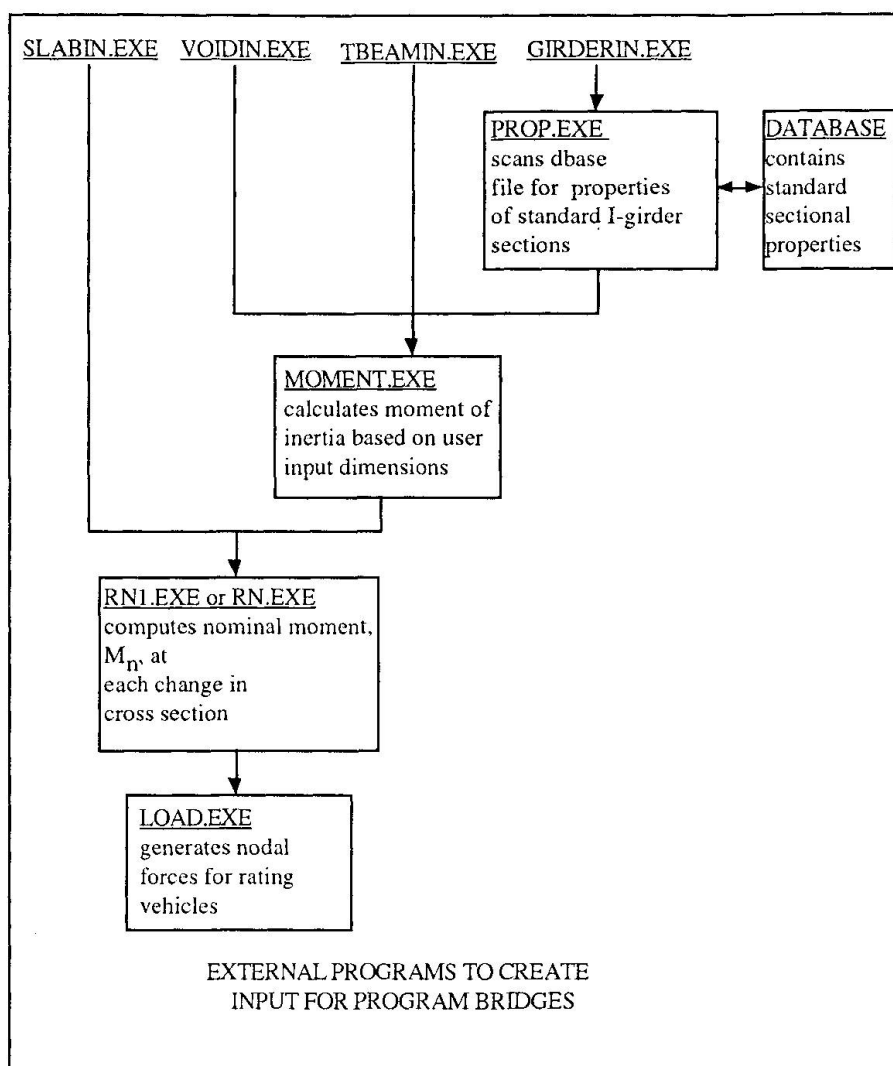 SLABIN.EXE
VOIDIN.EXE
TBEAMIN.EXE
GIRDERIN.EXE
PROP.EXE
scans dbase
file for properties
of standard I-girder
sections
DATABASE
contains
standard
sectional
properties
MOMENT.EXE
calculates moment of
inertia based on user
input dimensions
RN1.EXE or RN.EXE
computes nominal moment,
Mn, at
each change in
cross section
LOAD.EXE
generates nodal
forces for rating
vehicles
EXTERNAL PROGRAMS TO CREATE
INPUT FOR PROGRAM BRIDGES